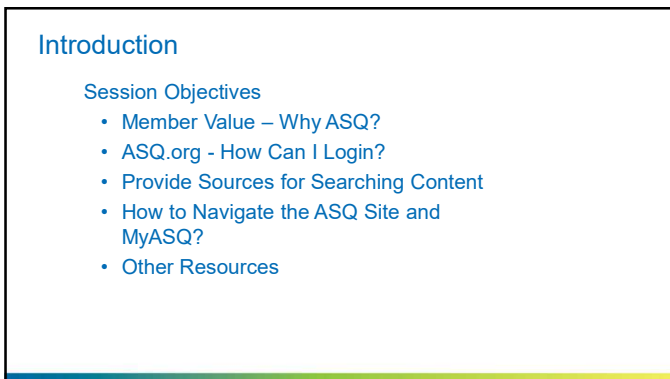 Introduction
Session Objectives
• Member Value – Why ASQ?
• ASQ.org - How Can I Login?
• Provide Sources for Searching Content
• How to Navigate the ASQ Site and
MyASQ?
• Other Resources